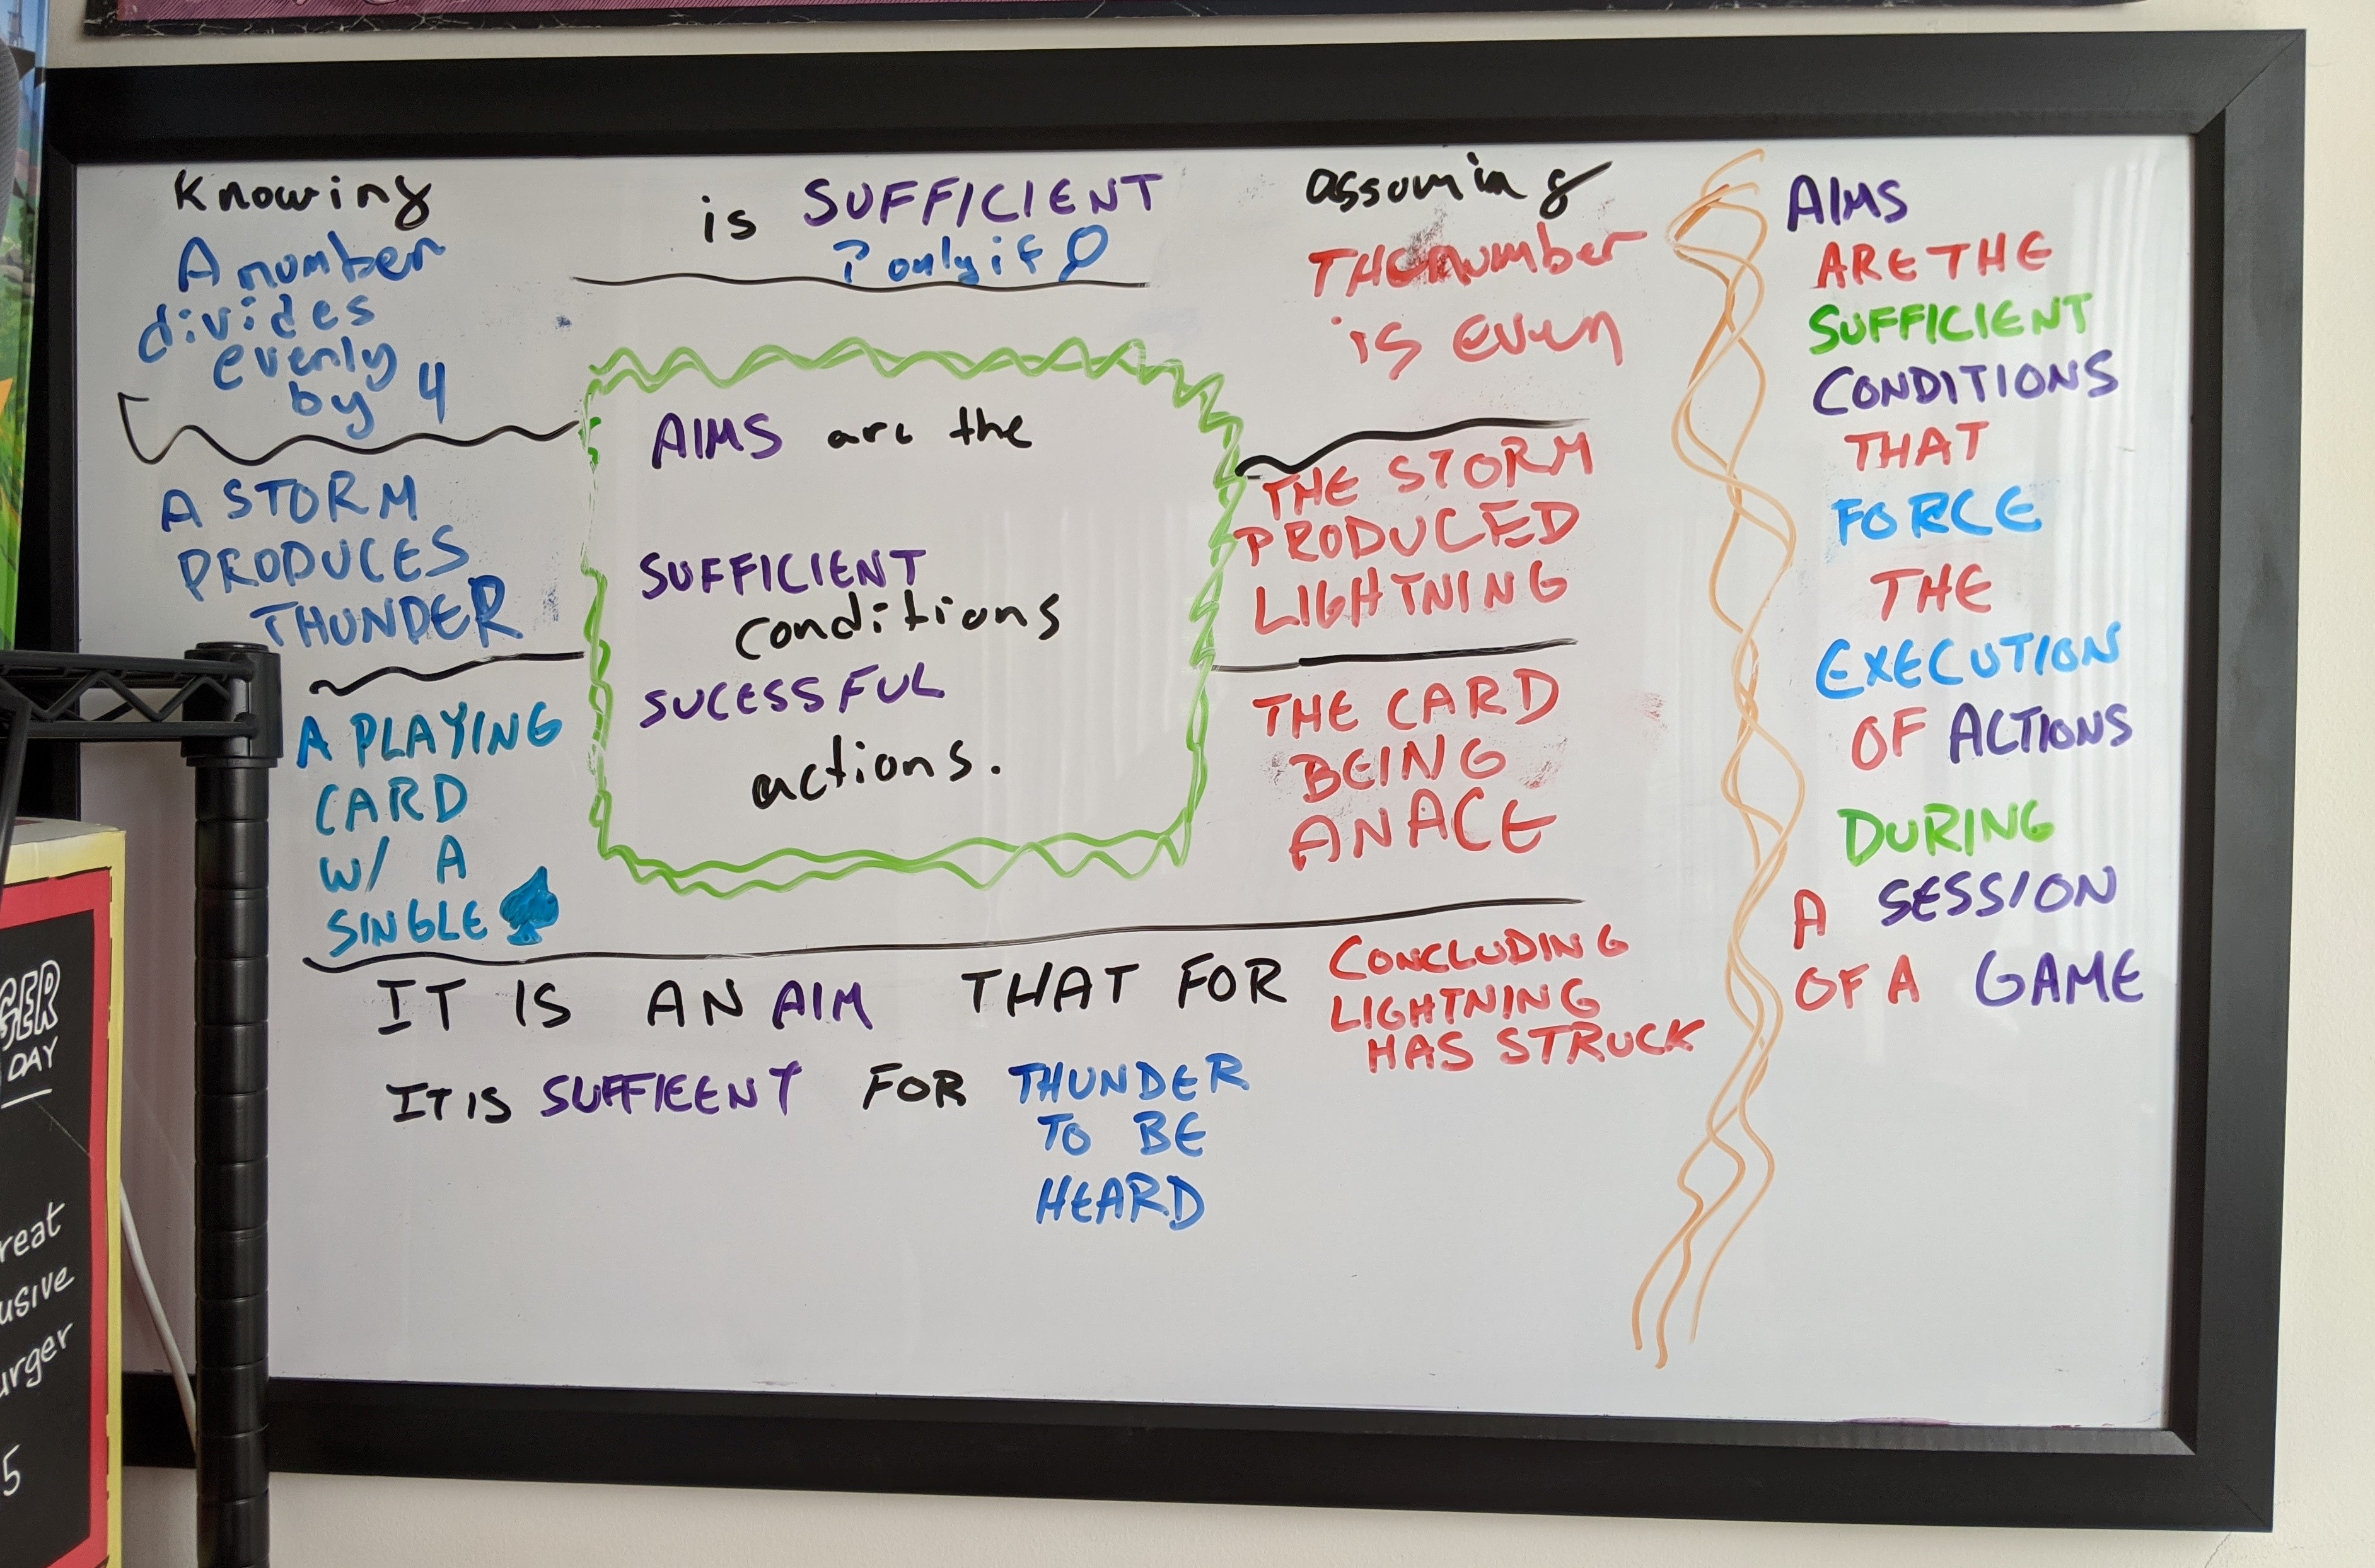 Knowing
A number
divides
evenly
by 4
is SUFFICIENT
? only if
assuming
THE number
is even
A STORM
PRODUCES
THUNDER
THE STORM
PRODUCED
LIGHTNING
A PLAYING
CARD
W/ A
SINGLE ♠
THE CARD
BEING
AN ACE
AIMS are the
SUFFICIENT
conditions
SUCESSFUL
actions.
IT IS AN AIM THAT FOR
CONCLUDING
LIGHTNING
HAS STRUCK
IT IS SUFFIEENT FOR THUNDER
TO BE
HEARD
AIMS
ARE THE
SUFFICIENT
CONDITIONS
THAT
FORCE
THE
EXECUTION
OF ACTIONS
DURING
A SESSION
OF A GAME
GER
DAY
reat
usive
urger
5